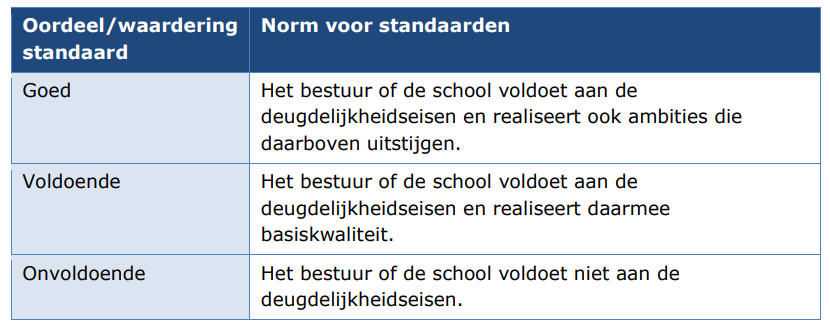 Oordeel/waardering
standaard
Norm voor standaarden
Goed
Het bestuur of de school voldoet aan de
deugdelijkheidseisen en realiseert ook ambities die
daarboven uitstijgen.
Voldoende
Het bestuur of de school voldoet aan de
deugdelijkheidseisen en realiseert daarmee
basiskwaliteit.
Onvoldoende
Het bestuur of de school voldoet niet aan de
deugdelijkheidseisen.